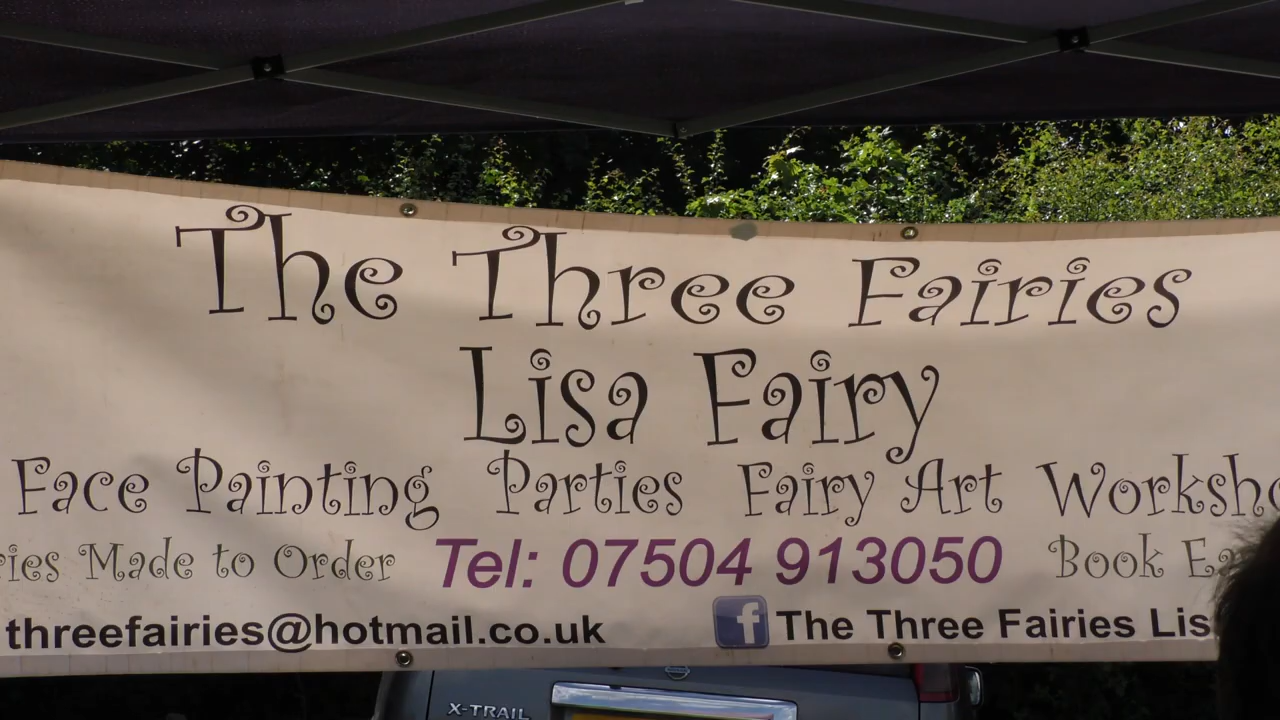 The Three Fairies
Lisa Fairy
Face Painting Parties Fairy Art Worksho
ries Made to Order Tel: 07504 913050 Book Ea
threefairies@hotmail.co.uk f The Three Fairies Lis
X-TRAIL